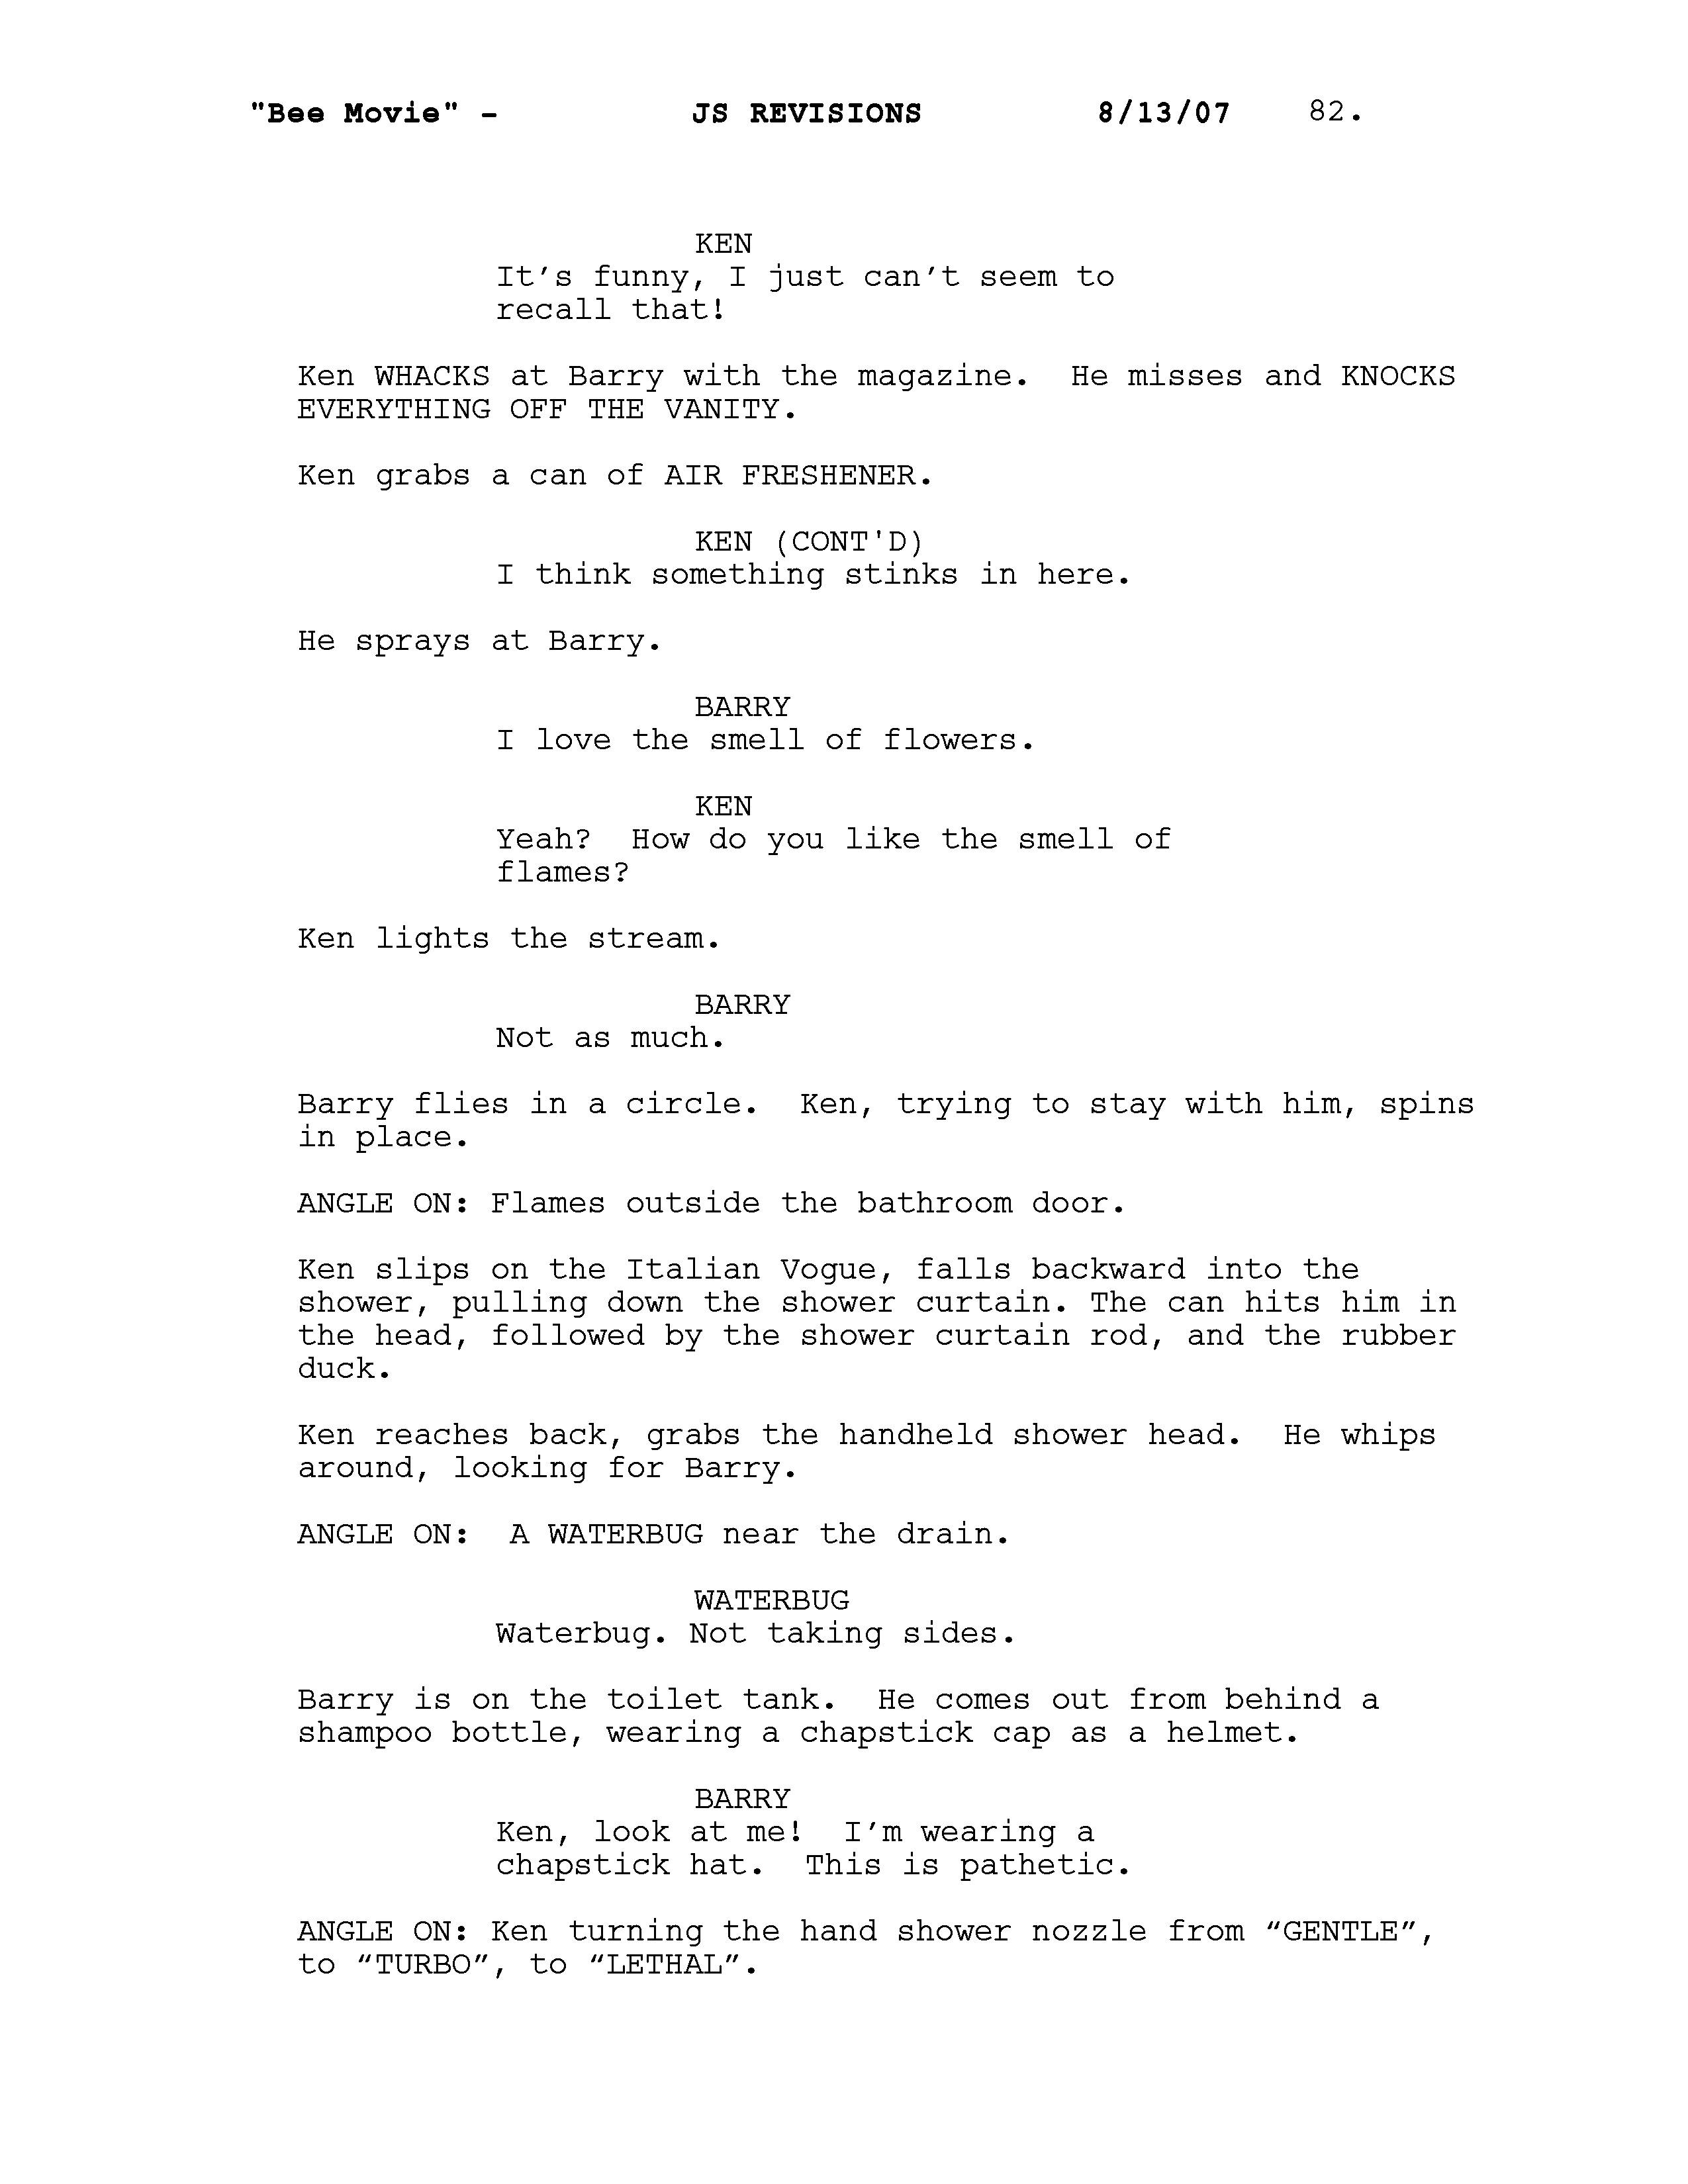 "Bee Movie" - JS REVISIONS 8/13/07 82.
KEN
It’s funny, I just can’t seem to
recall that!
Ken WHACKS at Barry with the magazine.  He misses and KNOCKS
EVERYTHING OFF THE VANITY.
Ken grabs a can of AIR FRESHENER.
KEN (CONT'D)
I think something stinks in here.
He sprays at Barry.
BARRY
I love the smell of flowers.
KEN
Yeah?  How do you like the smell of
flames?
Ken lights the stream.
BARRY
Not as much.
Barry flies in a circle.  Ken, trying to stay with him, spins
in place.
ANGLE ON: Flames outside the bathroom door.
Ken slips on the Italian Vogue, falls backward into the
shower, pulling down the shower curtain. The can hits him in
the head, followed by the shower curtain rod, and the rubber
duck.
Ken reaches back, grabs the handheld shower head.  He whips
around, looking for Barry.
ANGLE ON:  A WATERBUG near the drain.
WATERBUG
Waterbug. Not taking sides.
Barry is on the toilet tank.  He comes out from behind a
shampoo bottle, wearing a chapstick cap as a helmet.
BARRY
Ken, look at me!  I’m wearing a
chapstick hat.  This is pathetic.
ANGLE ON: Ken turning the hand shower nozzle from “GENTLE”,
to “TURBO”, to “LETHAL”.